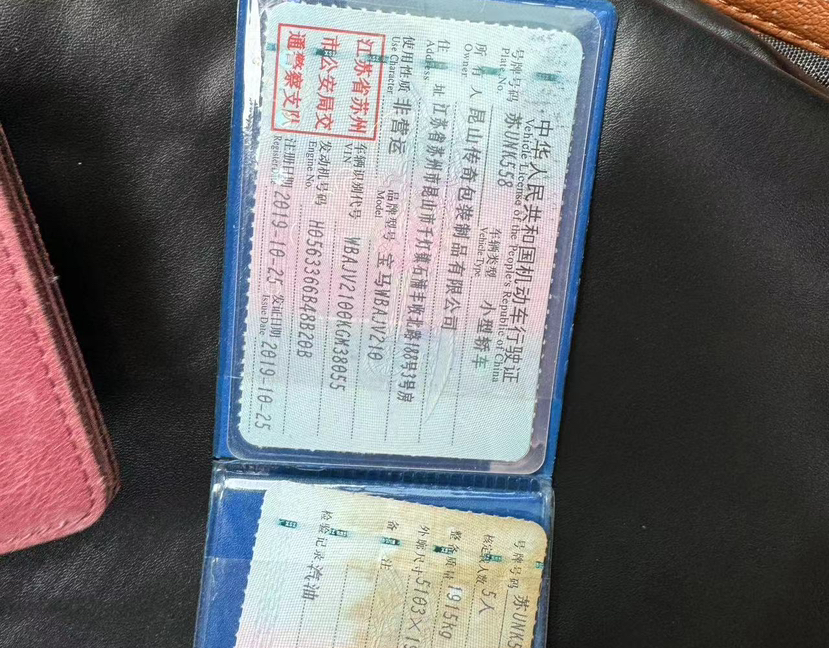 中华人民共和国机动车行驶证
Vehicle License of the People's Republic of China
号牌号码 苏UNK558 车辆类型 小型轿车
Plate No. Vehicle Type
所有人 昆山传奇包装制品有限公司
Owner
住址 江苏省苏州市昆山市千灯镇石浦丰收北路188号3号房
Address
使用性质 非营运 品牌型号 宝马WBAJV210
Use Character Model
江苏省苏州
市公安局交
通警察支队
车辆识别代号 WBAJV2100KGM38055
VIN
发动机号码 H0563366B48B20B
Engine No.
注册日期 2019-10-25 发证日期 2019-10-25
Register Issue Date
号牌号码 苏UNK5
核定载人数 5人
整备质量 1915kg
外廓尺寸 5103×19
备注
检验记录 汽油